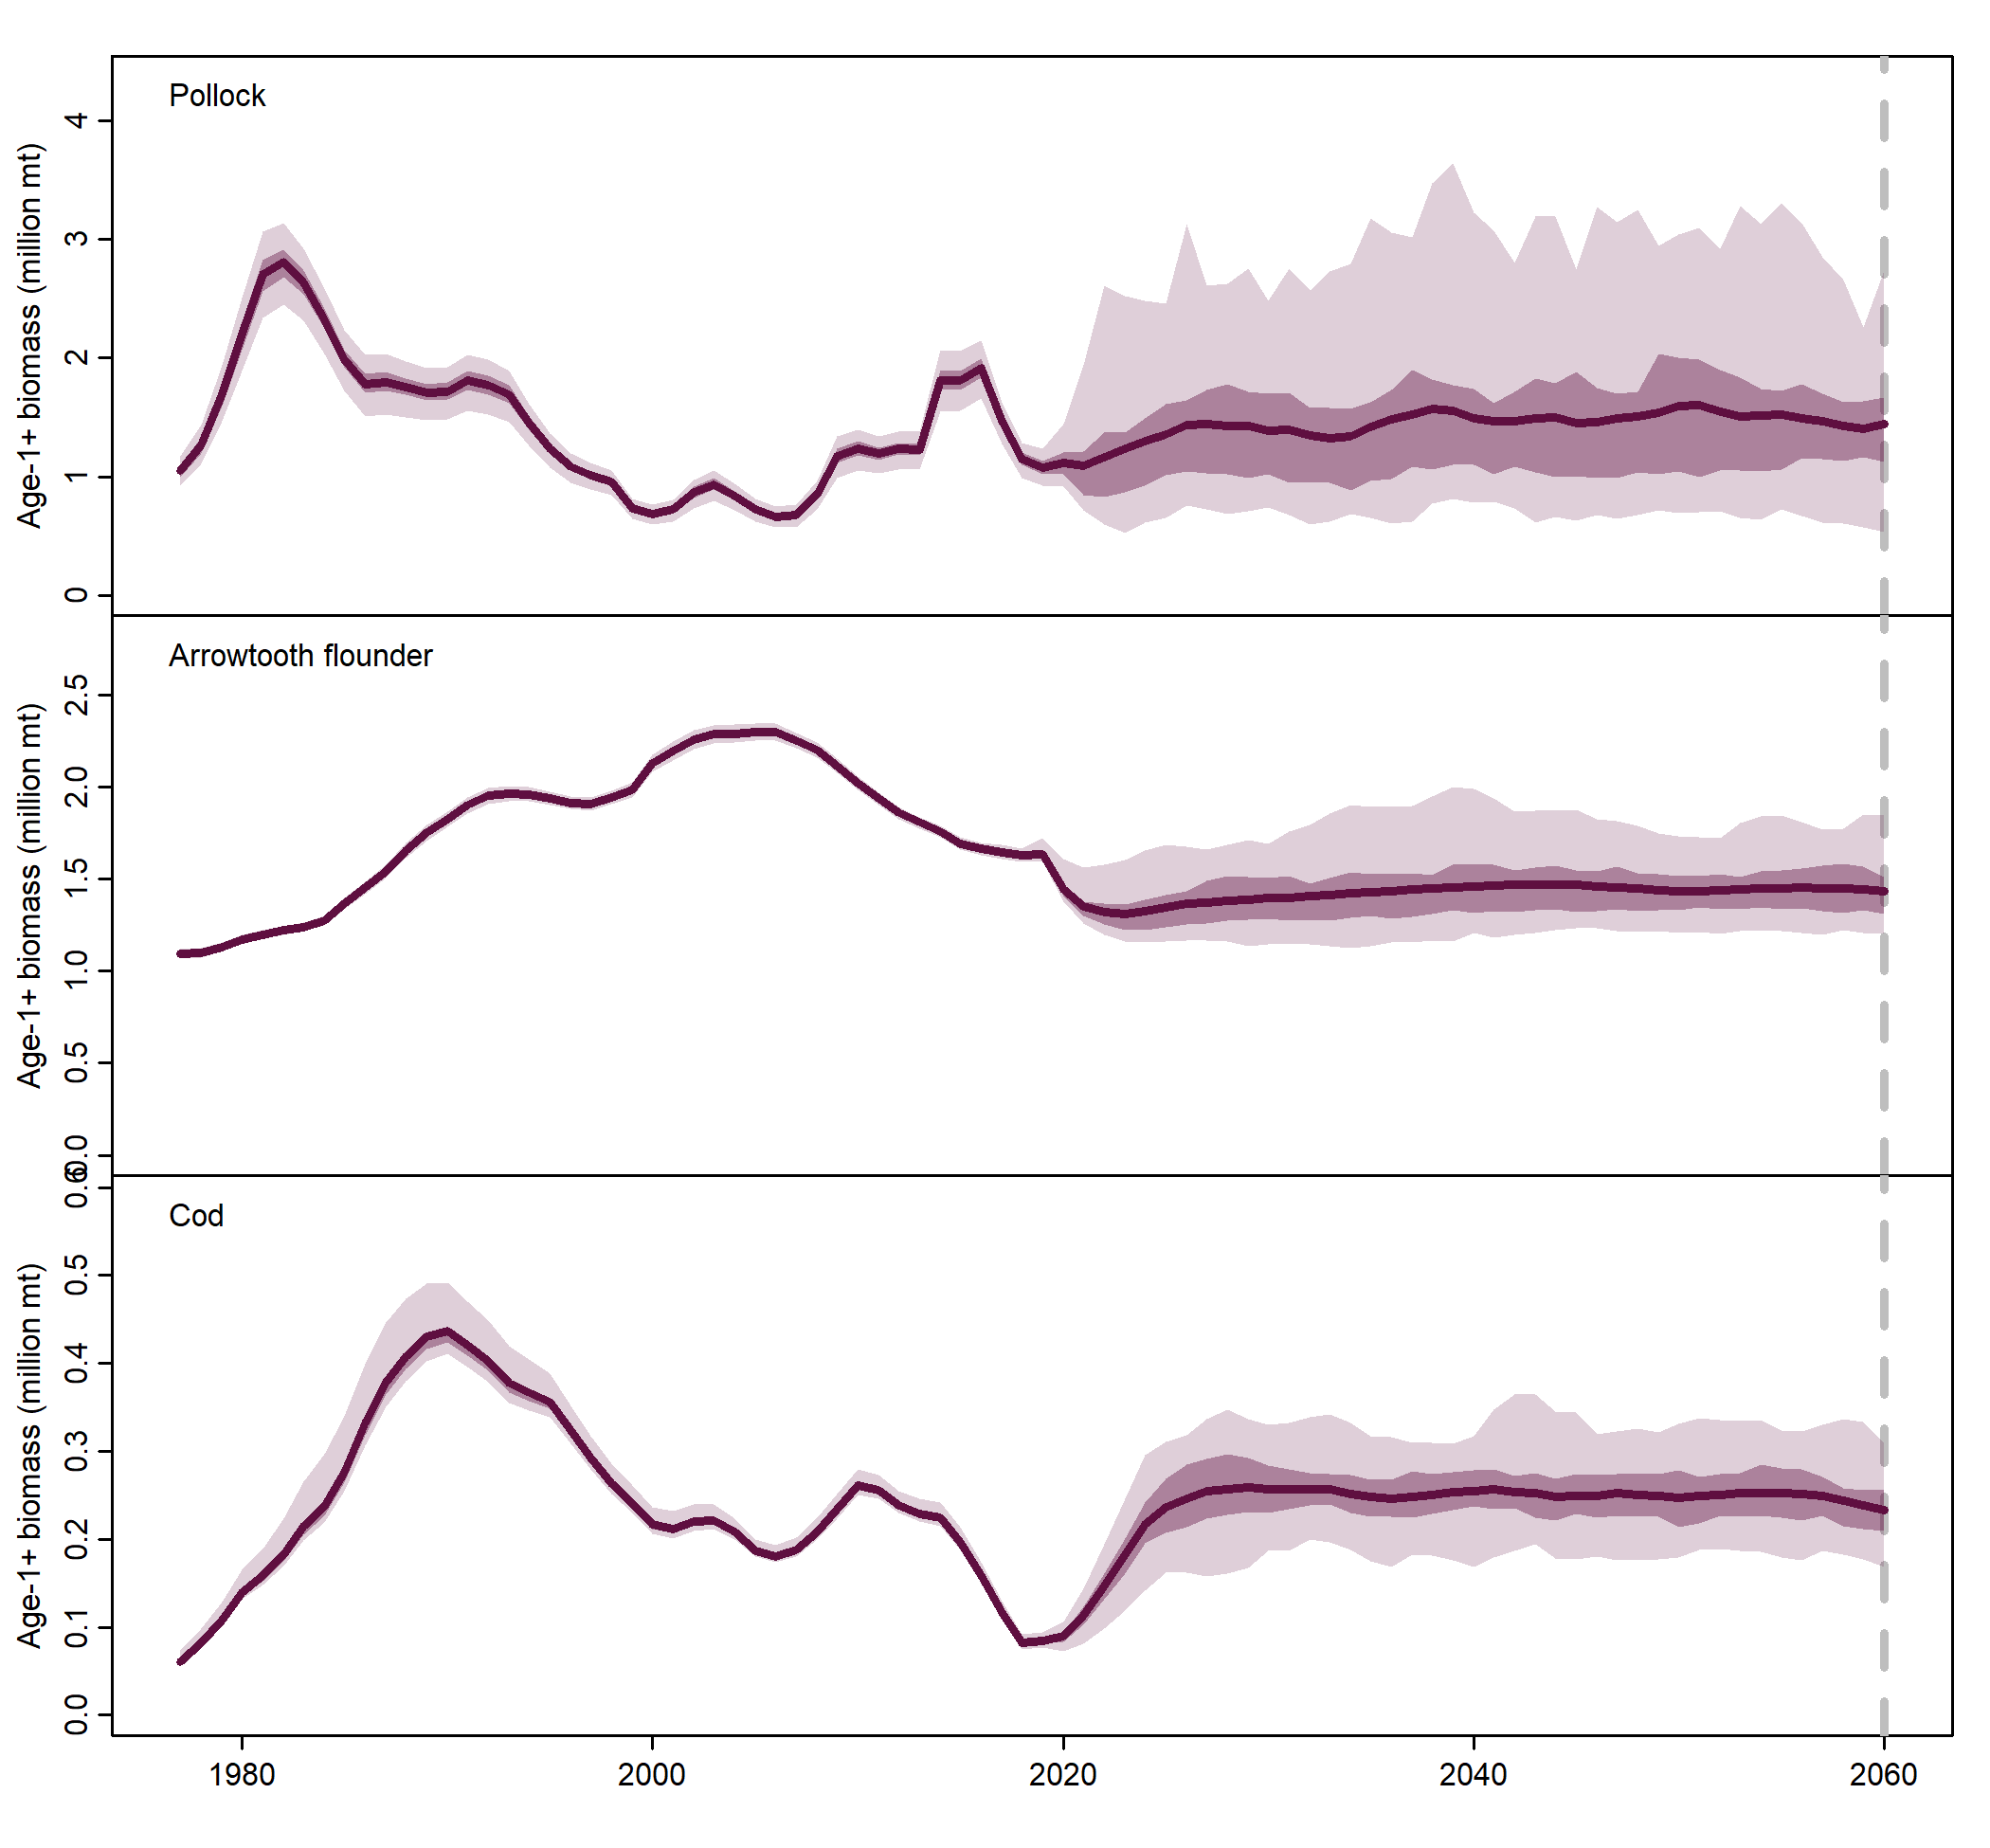 Pollock
Age-1+ biomass (million mt)
4
3
2
1
0
Arrowtooth flounder
Age-1+ biomass (million mt)
2.5
2.0
1.5
1.0
0.5
0.0
Cod
Age-1+ biomass (million mt)
0.6
0.5
0.4
0.3
0.2
0.1
0.0
1980 2000 2020 2040 2060